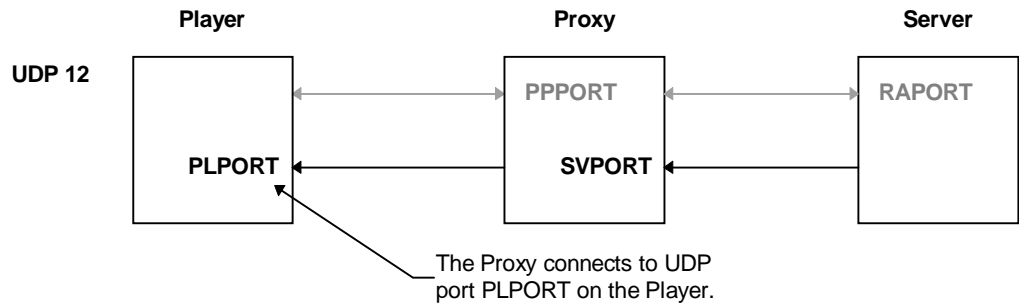 Player Proxy Server
UDP 12
PPPORT RAPORT
PLPORT SVPORT
The Proxy connects to UDP
port PLPORT on the Player.